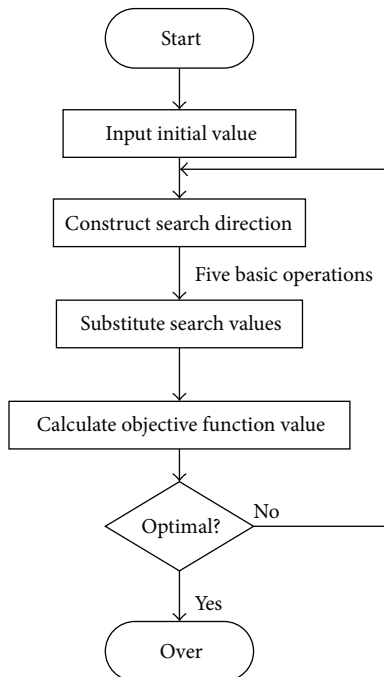 Start
Input initial value
Construct search direction
Five basic operations
Substitute search values
Calculate objective function value
Optimal?
No
Yes
Over